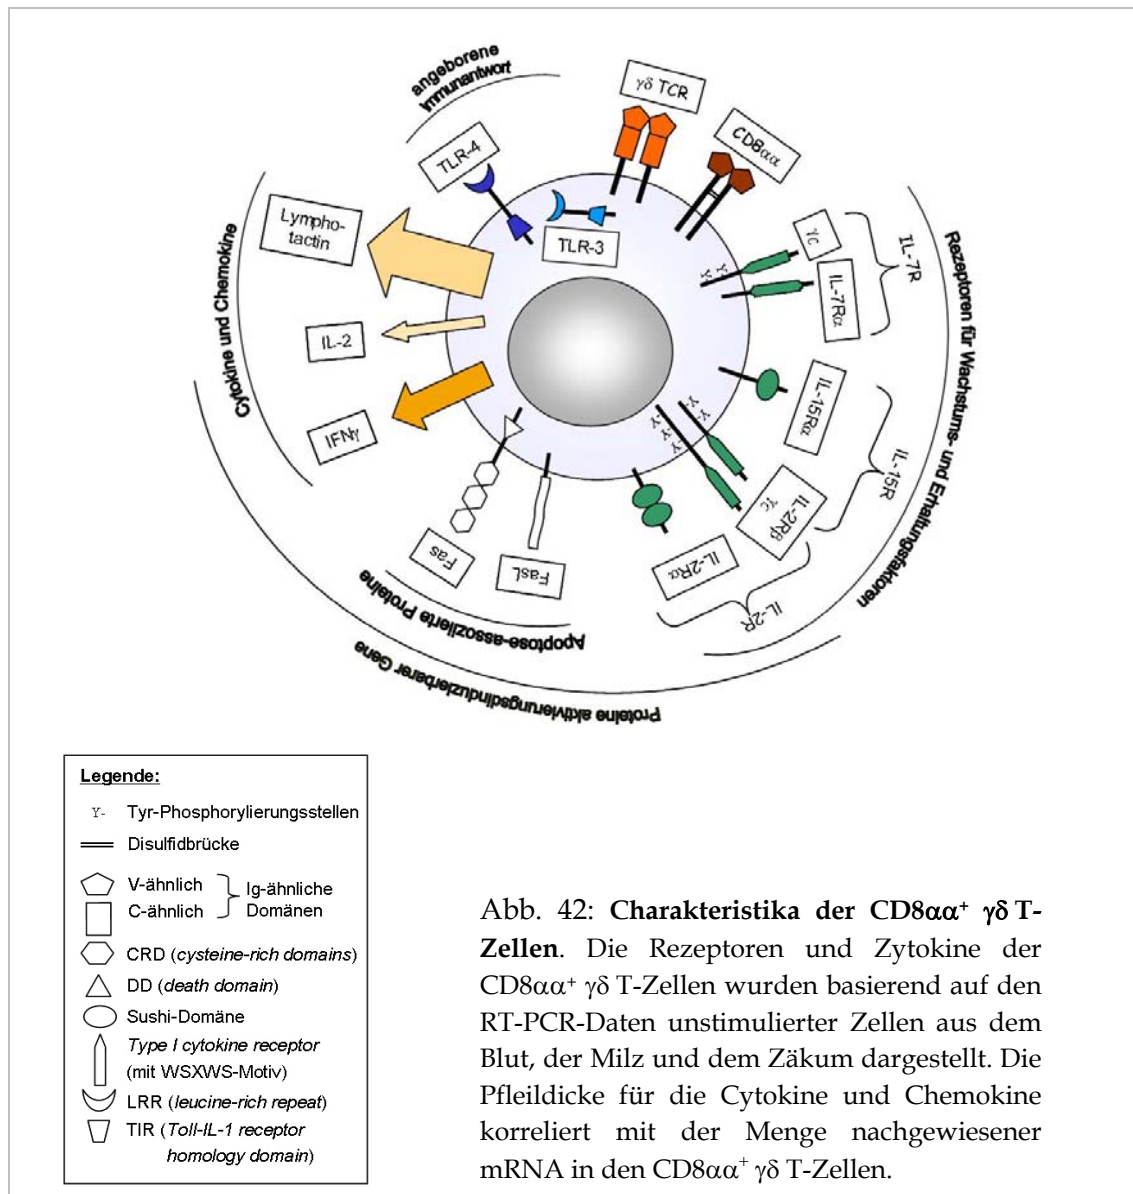 angeborene
Immunantwort
γδ TCR
CD8αα
TLR-4
TLR-3
Lympho-
tactin
IL-2
IFNγ
Cytokine und Chemokine
γc
IL-7Rα
IL-7R
IL-15Rα
IL-15R
IL-2Rβ
γc
IL-2Rα
IL-2R
Rezeptoren für Wachstums- und Erhaltungsfaktoren
Y-
Y-
Y-
Y-
Y-
Y-
Y-
Fas
FasL
Apoptose-assoziierte Proteine
Proteine aktivierungsinduzierbarer Gene
Legende:
Y- Tyr-Phosphorylierungsstellen
Disulfidbrücke
V-ähnlich
C-ähnlich
Ig-ähnliche
Domänen
CRD (cysteine-rich domains)
DD (death domain)
Sushi-Domäne
Type I cytokine receptor
(mit WSXWS-Motiv)
LRR (leucine-rich repeat)
TIR (Toll-IL-1 receptor
homology domain)
Abb. 42: Charakteristika der CD8αα⁺ γδ T-
Zellen. Die Rezeptoren und Zytokine der
CD8αα⁺ γδ T-Zellen wurden basierend auf den
RT-PCR-Daten unstimulierter Zellen aus dem
Blut, der Milz und dem Zäkum dargestellt. Die
Pfleildicke für die Cytokine und Chemokine
korreliert mit der Menge nachgewiesener
mRNA in den CD8αα⁺ γδ T-Zellen.